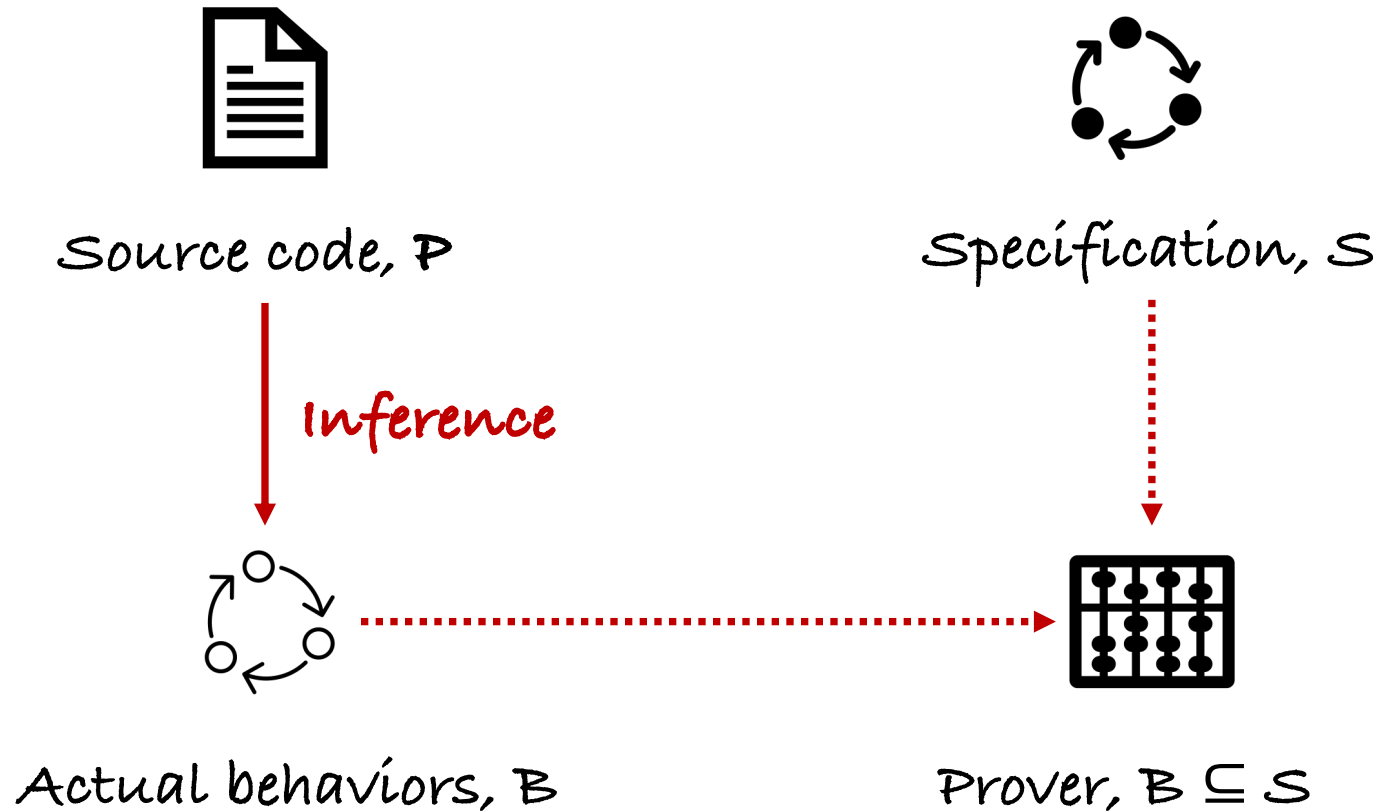 Source code, P
Specification, S
Inference
Actual behaviors, B
Prover, B ⊆ S